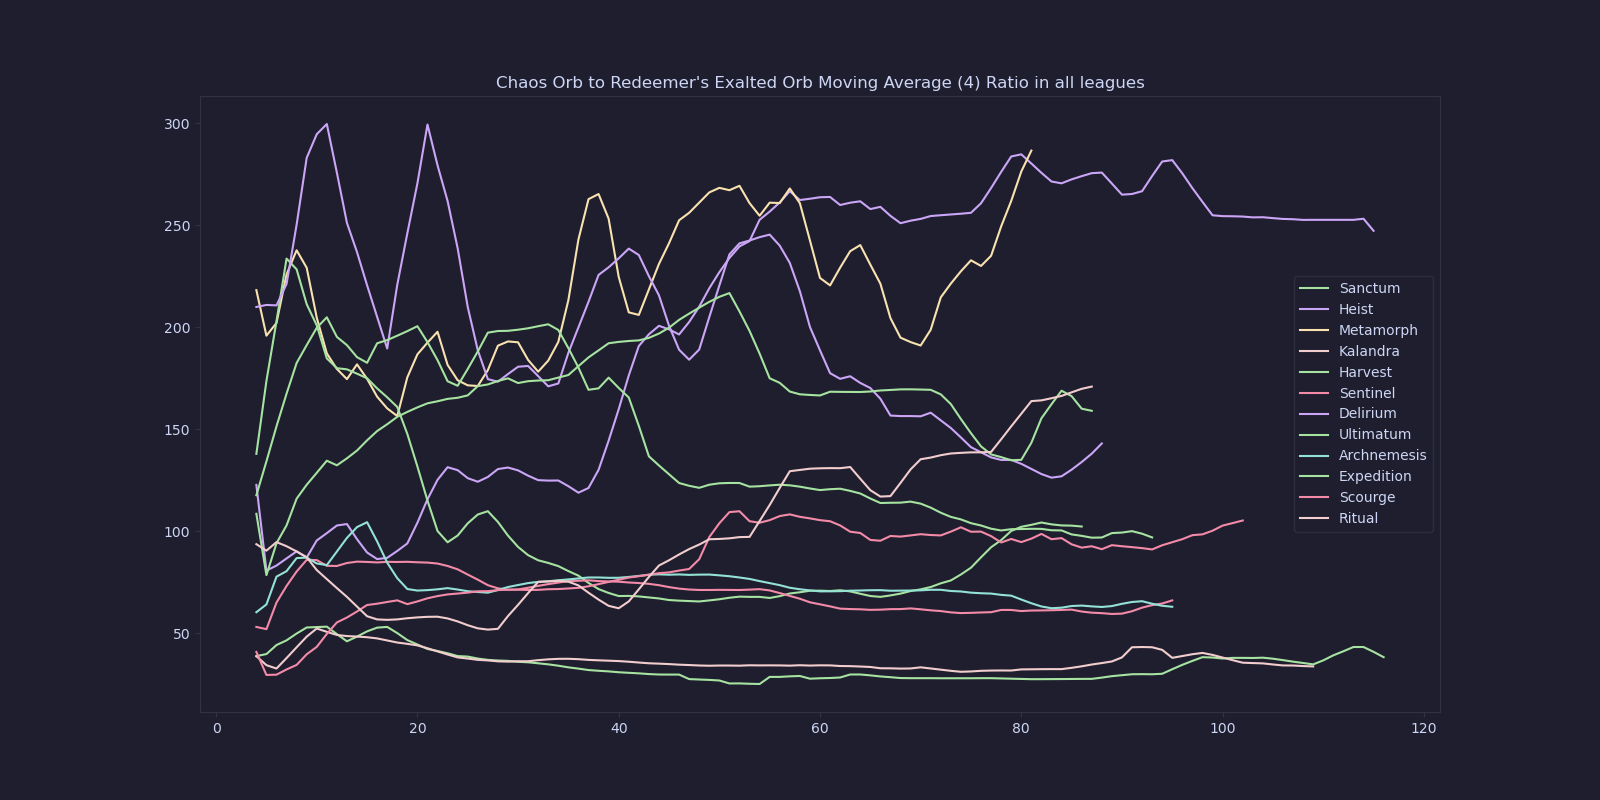 Chaos Orb to Redeemer's Exalted Orb Moving Average (4) Ratio in all leagues
300
250
200
150
100
50
0 20 40 60 80 100 120
Sanctum
Heist
Metamorph
Kalandra
Harvest
Sentinel
Delirium
Ultimatum
Archnemesis
Expedition
Scourge
Ritual